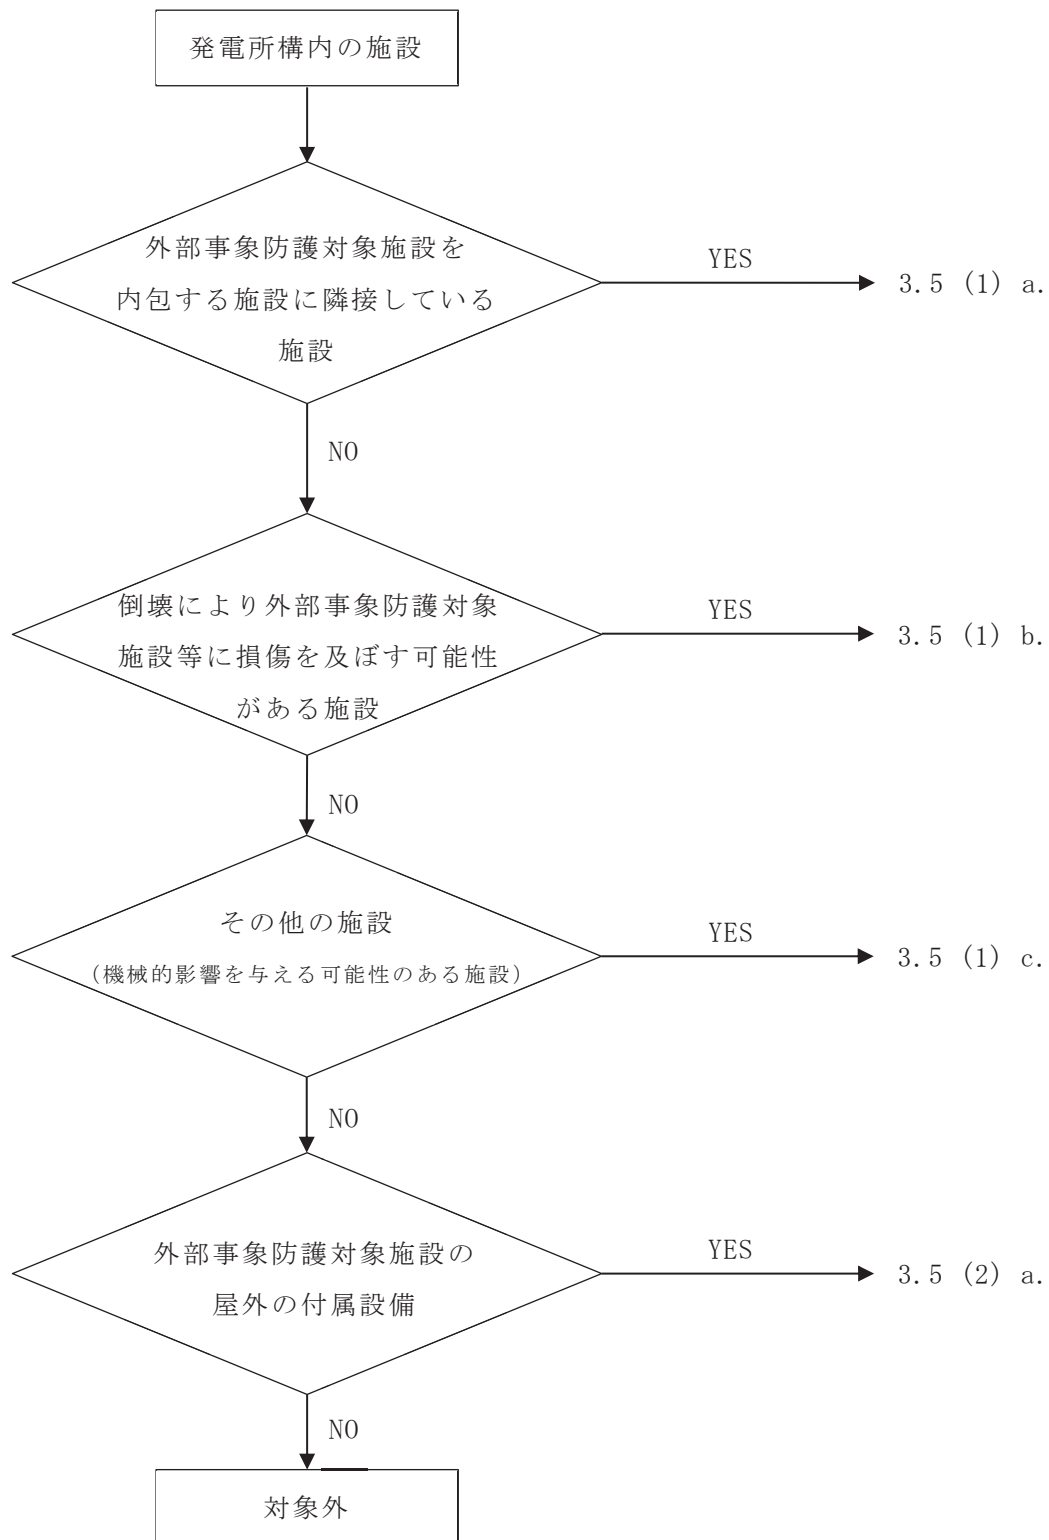 発電所構内の施設
外部事象防護対象施設を
内包する施設に隣接している
施設
YES
3.5 (1) a.
NO
倒壊により外部事象防護対象
施設等に損傷を及ぼす可能性
がある施設
YES
3.5 (1) b.
NO
その他の施設
（機械的影響を与える可能性のある施設）
YES
3.5 (1) c.
NO
外部事象防護対象施設の
屋外の付属設備
YES
3.5 (2) a.
NO
対象外